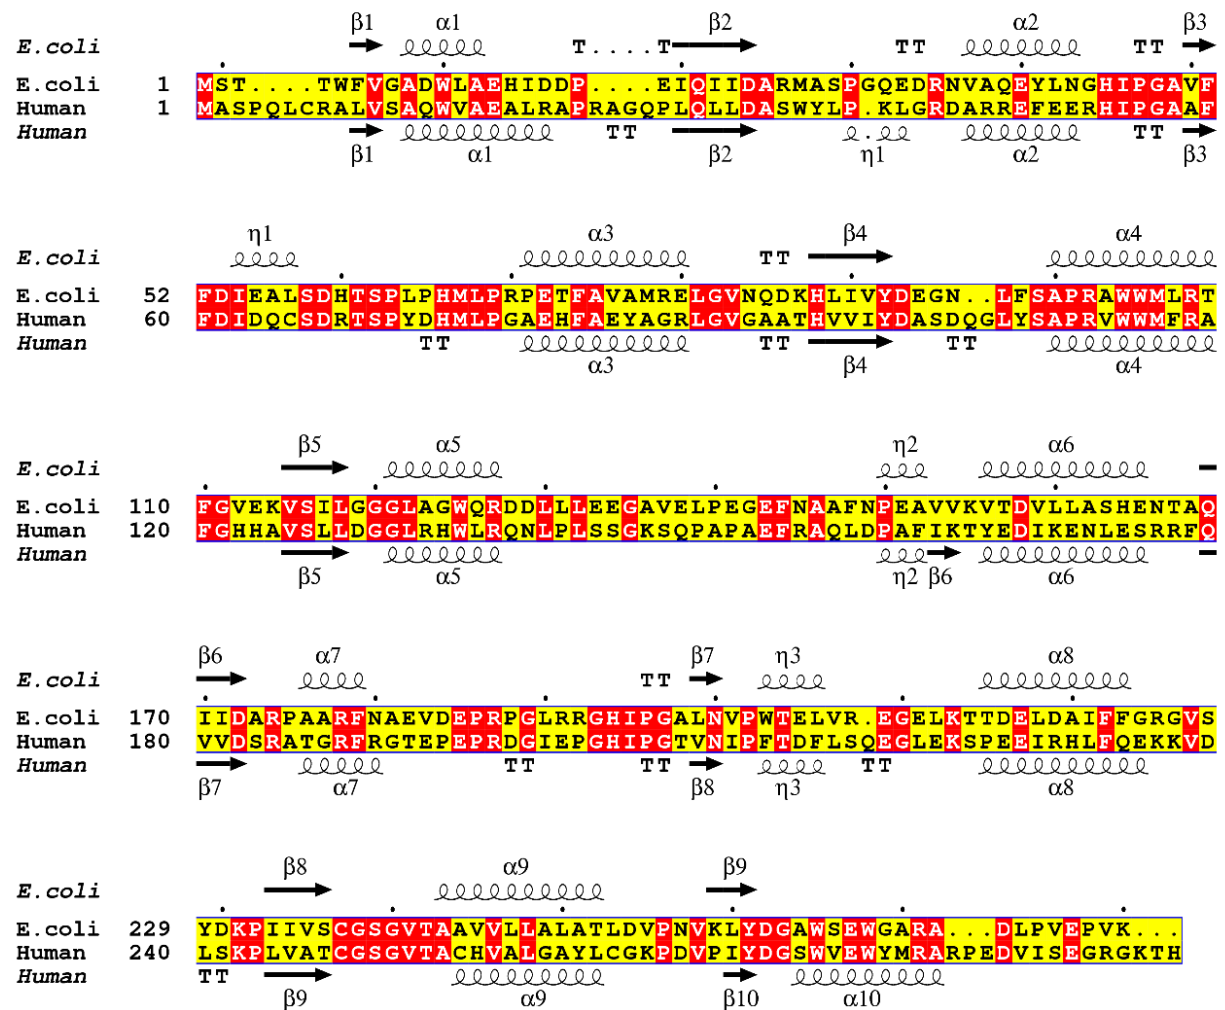 β1 α1 β2 α2 β3
E.coli T....T TT TT
E.coli 1 MST....TWFVGADWLAEHIDDP....EIQIIDARMASPGQEDRNVAQEYLNGHIPGAVF
Human 1 MASPQLCRALVSAQWVAEALRAPRAGQPLQLLDASWYLP.KLGRDARREFEERHIPGAAF
Human TT . TT
β1 α1 β2 η1 α2 β3
η1 α3 β4 α4
E.coli TT
E.coli 52 FDIEALSDHTSPLPHMLPRPETFAVAMRELGVNQDKHLIVYDEGN..LFSAPRAWWMLRT
Human 60 FDIDQCSDRTSPYDHMLPGAEHFAEYAGRLGVGAATHVVIYDASDQGLYSAPRVWWMFRA
Human TT TT TT
α3 β4 α4
β5 α5 η2 α6
E.coli
E.coli 110 FGVEKVSILGGGLAGWQRDDLLLEEGAVELPEGEFNAAFNPEAVVKVTDVLLASHENTAQ
Human 120 FGHHAVSLLDGGLRHWLRQNLPLSSGKSQPAPAEFRAQLDPAFIKTYEDIKENLESRRFQ
Human
β5 α5 η2 β6 α6
β6 α7 β7 η3 α8
E.coli TT
E.coli 170 IIDARPAARFNAEVDEPRPGLRRGHIPGALNVPWTELVR.EGELKTTDELDAIFFGRGVS
Human 180 VVDSRATGRFRGTEPEPRDGIEPGHIPGTVNIPFTDFLSQEGLEKSPEEIRHLFQEKKVD
Human TT TT TT
β7 α7 β8 η3 α8
β8 α9 β9
E.coli
E.coli 229 YDKPIIVSCGSGVTAAVVLLALATLDVPNVKLYDGAWSEWGARA...DLPVEPVK...
Human 240 LSKPLVATCGSGVTACHVALGAYLCGKPDVPIYDGSWVEWYMRARPEDVISEGRGKTH
Human TT
β9 α9 β10 α10